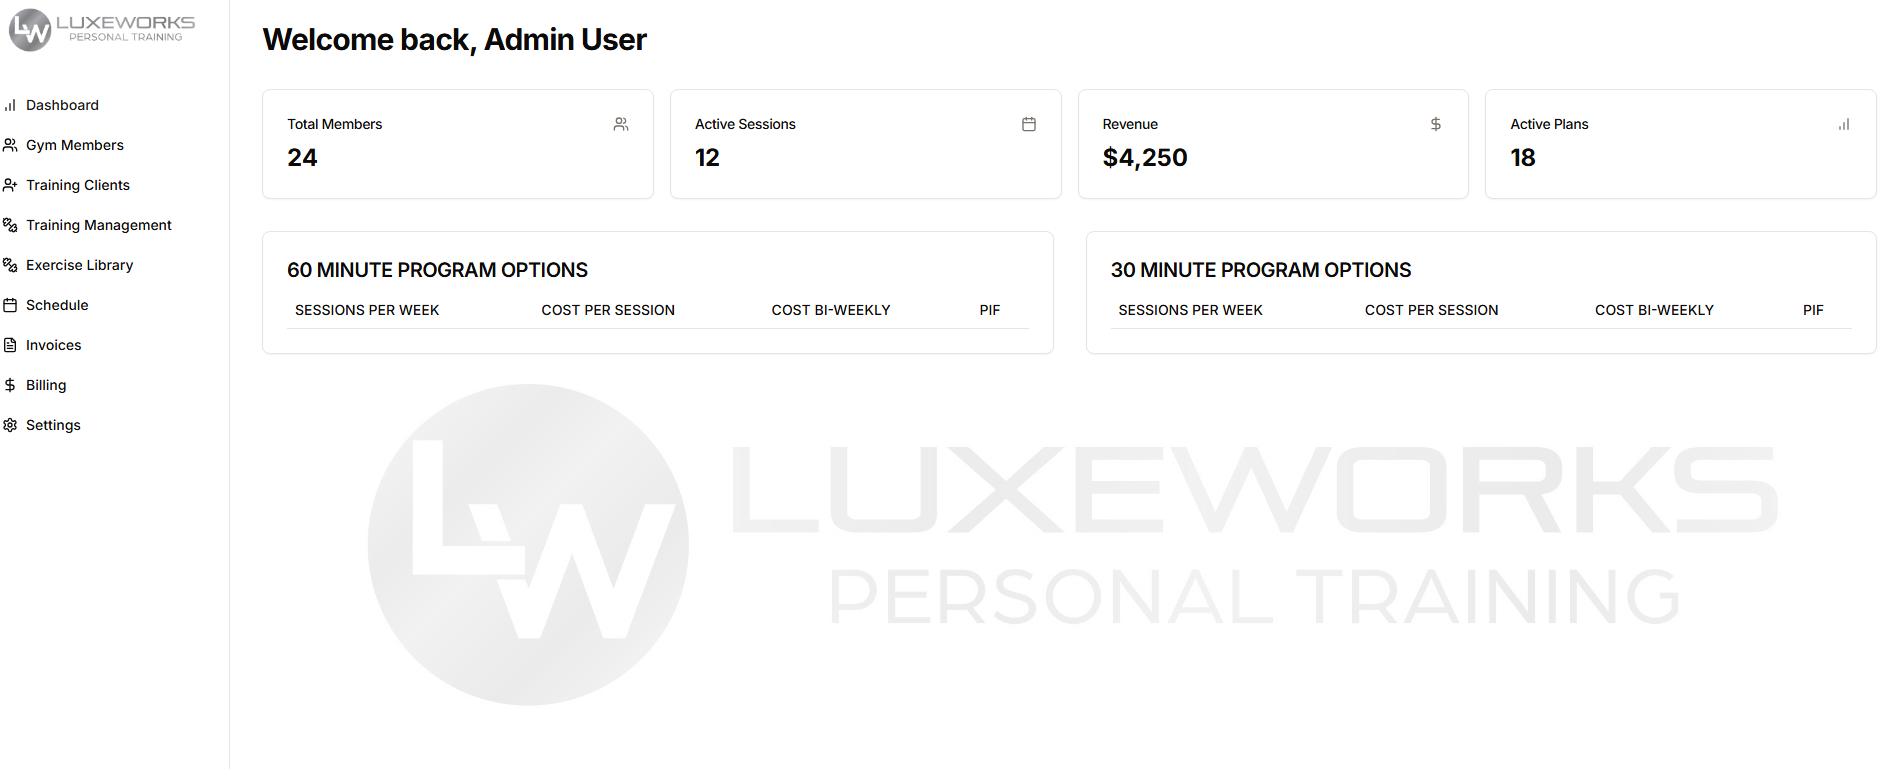 LW LUXEWORKS
PERSONAL TRAINING
Dashboard
Gym Members
Training Clients
Training Management
Exercise Library
Schedule
Invoices
Billing
Settings
Welcome back, Admin User
Total Members
24
Active Sessions
12
Revenue
$
$4,250
Active Plans
18
60 MINUTE PROGRAM OPTIONS
SESSIONS PER WEEK COST PER SESSION COST BI-WEEKLY PIF
30 MINUTE PROGRAM OPTIONS
SESSIONS PER WEEK COST PER SESSION COST BI-WEEKLY PIF
LW LUXEWORKS
PERSONAL TRAINING